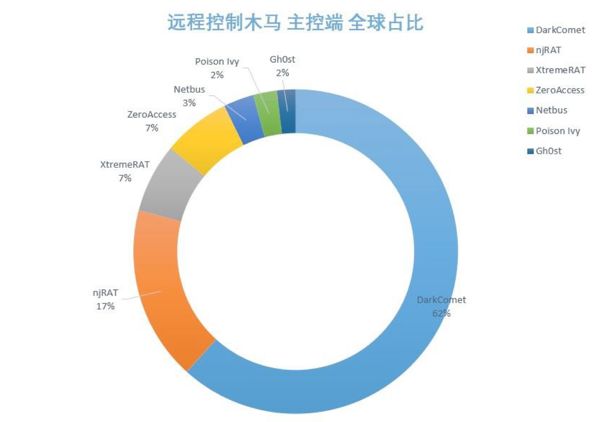 远程控制木马 主控端 全球占比
DarkComet
njRAT
XtremeRAT
ZeroAccess
Netbus
Poison Ivy
Gh0st
Gh0st
2%
Poison Ivy
2%
Netbus
3%
ZeroAccess
7%
XtremeRAT
7%
njRAT
17%
DarkComet
62%